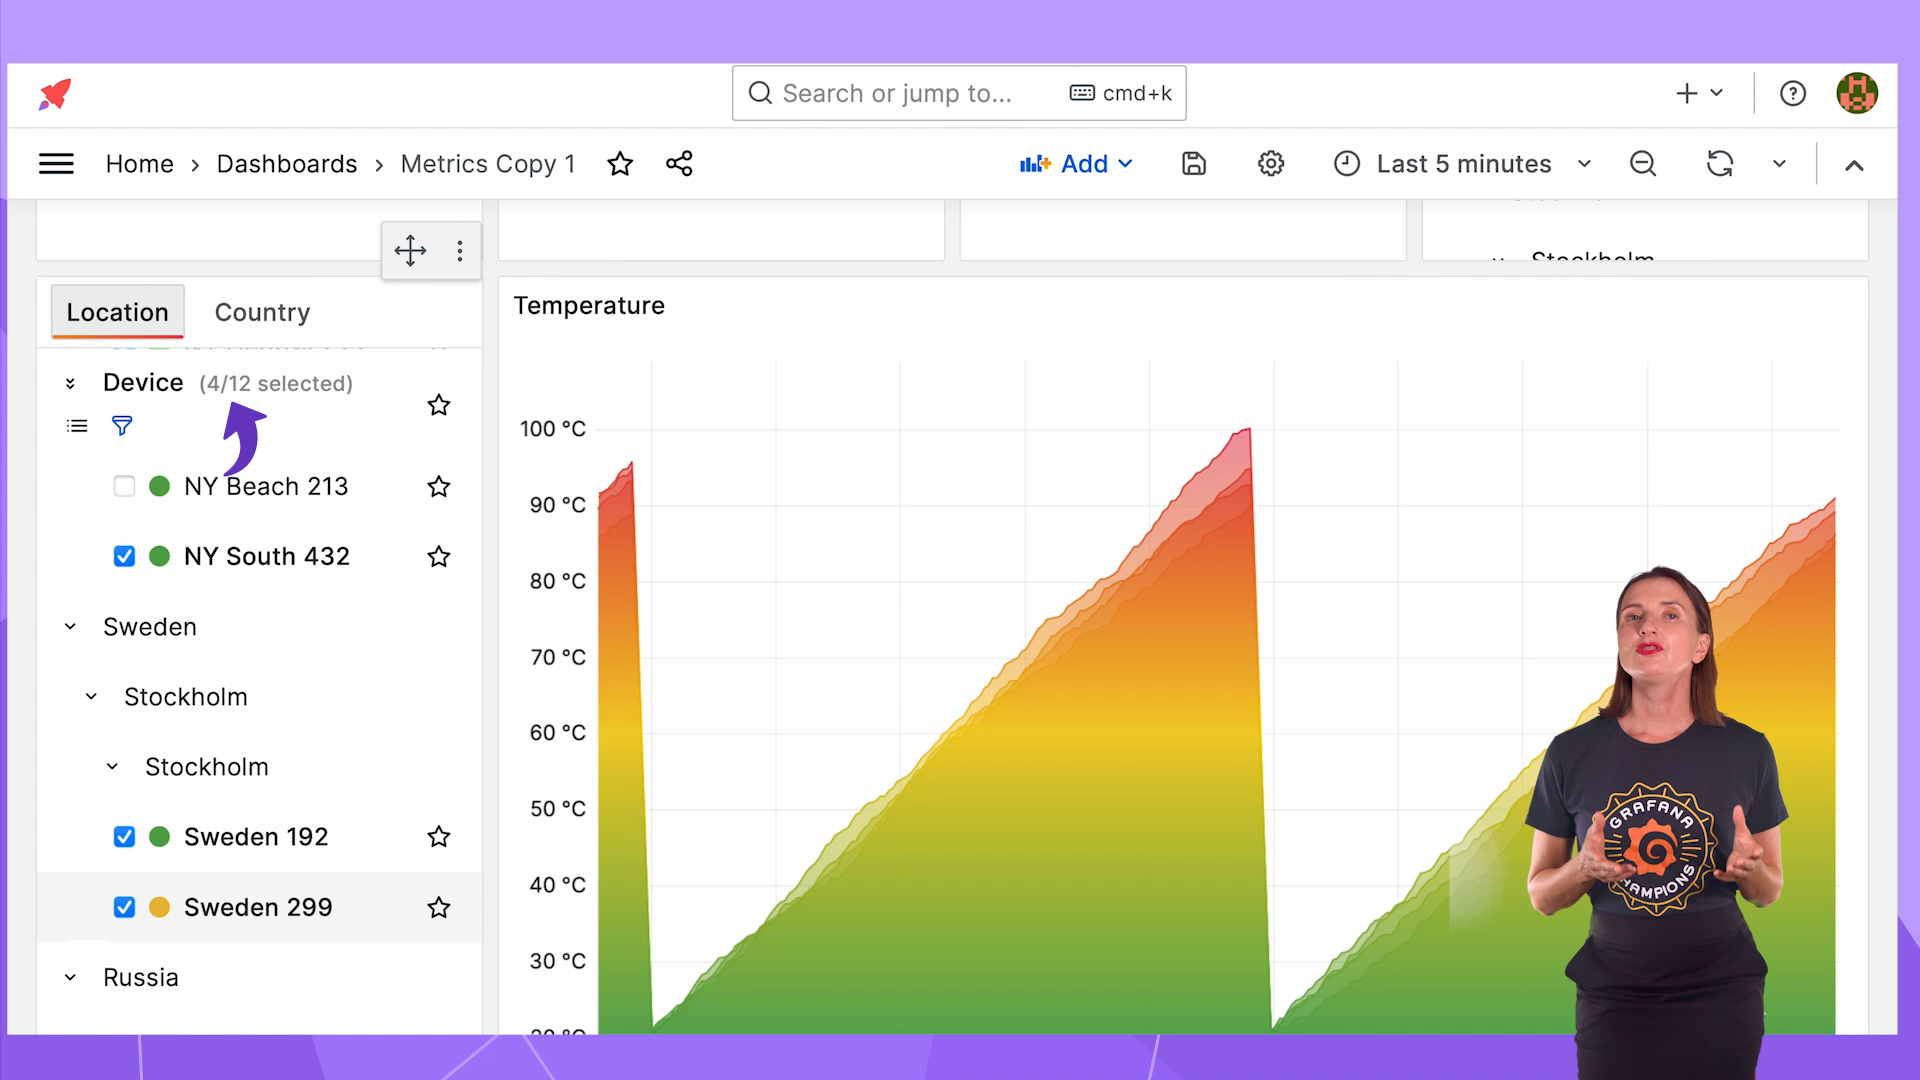 Search or jump to...
cmd+k
Home › Dashboards › Metrics Copy 1
Add
Last 5 minutes
Stockholm
Location
Country
Device (4/12 selected)
NY Beach 213
NY South 432
Sweden
Stockholm
Stockholm
Sweden 192
Sweden 299
Russia
Temperature
100 °C
90 °C
80 °C
70 °C
60 °C
50 °C
40 °C
30 °C
20 °C
GRAFANA
CHAMPIONS